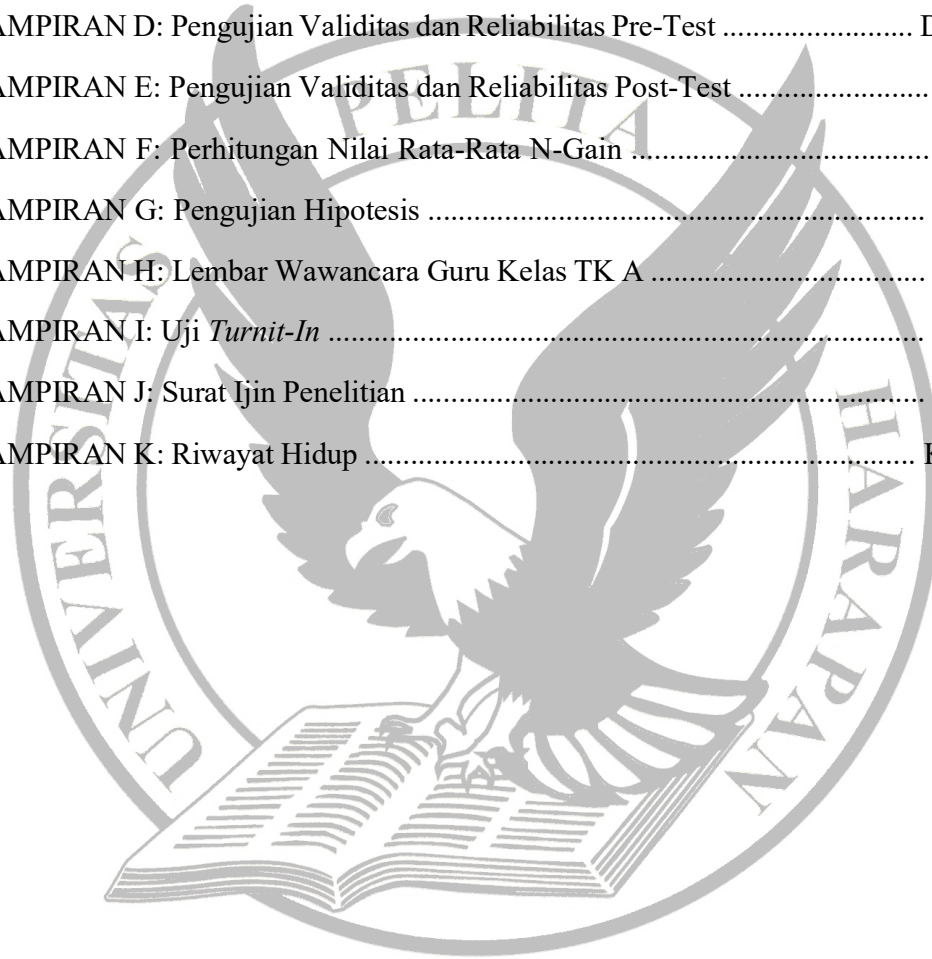 AMPIRAN D: Pengujian Validitas dan Reliabilitas Pre-Test ........................ D
AMPIRAN E: Pengujian Validitas dan Reliabilitas Post-Test ........................
AMPIRAN F: Perhitungan Nilai Rata-Rata N-Gain ......................................
AMPIRAN G: Pengujian Hipotesis ...............................................................
AMPIRAN H: Lembar Wawancara Guru Kelas TK A ...................................
AMPIRAN I: Uji Turnit-In ...........................................................................
AMPIRAN J: Surat Ijin Penelitian .................................................................
AMPIRAN K: Riwayat Hidup ...................................................................... K
UNIVERSITAS PELITA HARAPAN